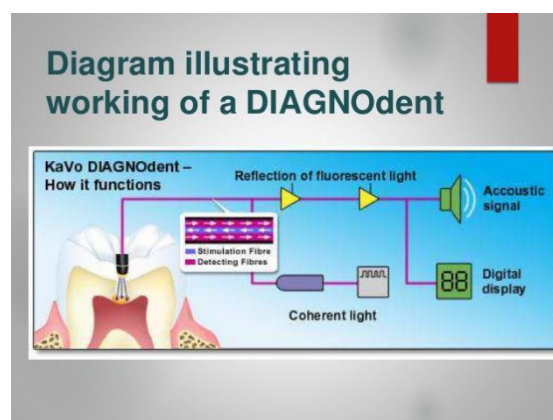 Diagram illustrating
working of a DIAGNOdent
KaVo DIAGNOdent –
How it functions
Reflection of fluorescent light
Accoustic
signal
Stimulation Fibre
Detecting Fibres
88
Digital
display
Coherent light